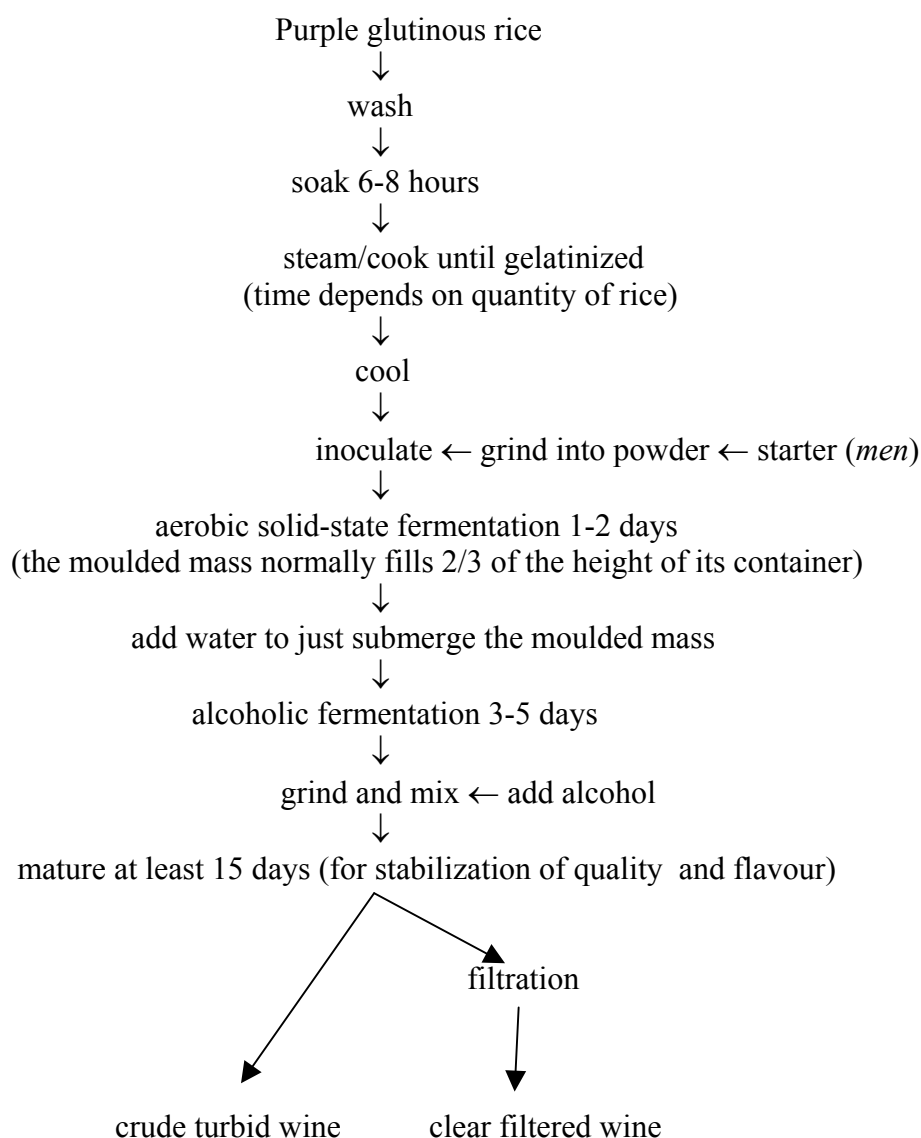 Purple glutinous rice
↓
wash
↓
soak 6-8 hours
↓
steam/cook until gelatinized
(time depends on quantity of rice)
↓
cool
↓
inoculate ← grind into powder ← starter (men)
↓
aerobic solid-state fermentation 1-2 days
(the moulded mass normally fills 2/3 of the height of its container)
↓
add water to just submerge the moulded mass
↓
alcoholic fermentation 3-5 days
↓
grind and mix ← add alcohol
↓
mature at least 15 days (for stabilization of quality and flavour)
filtration
crude turbid wine clear filtered wine